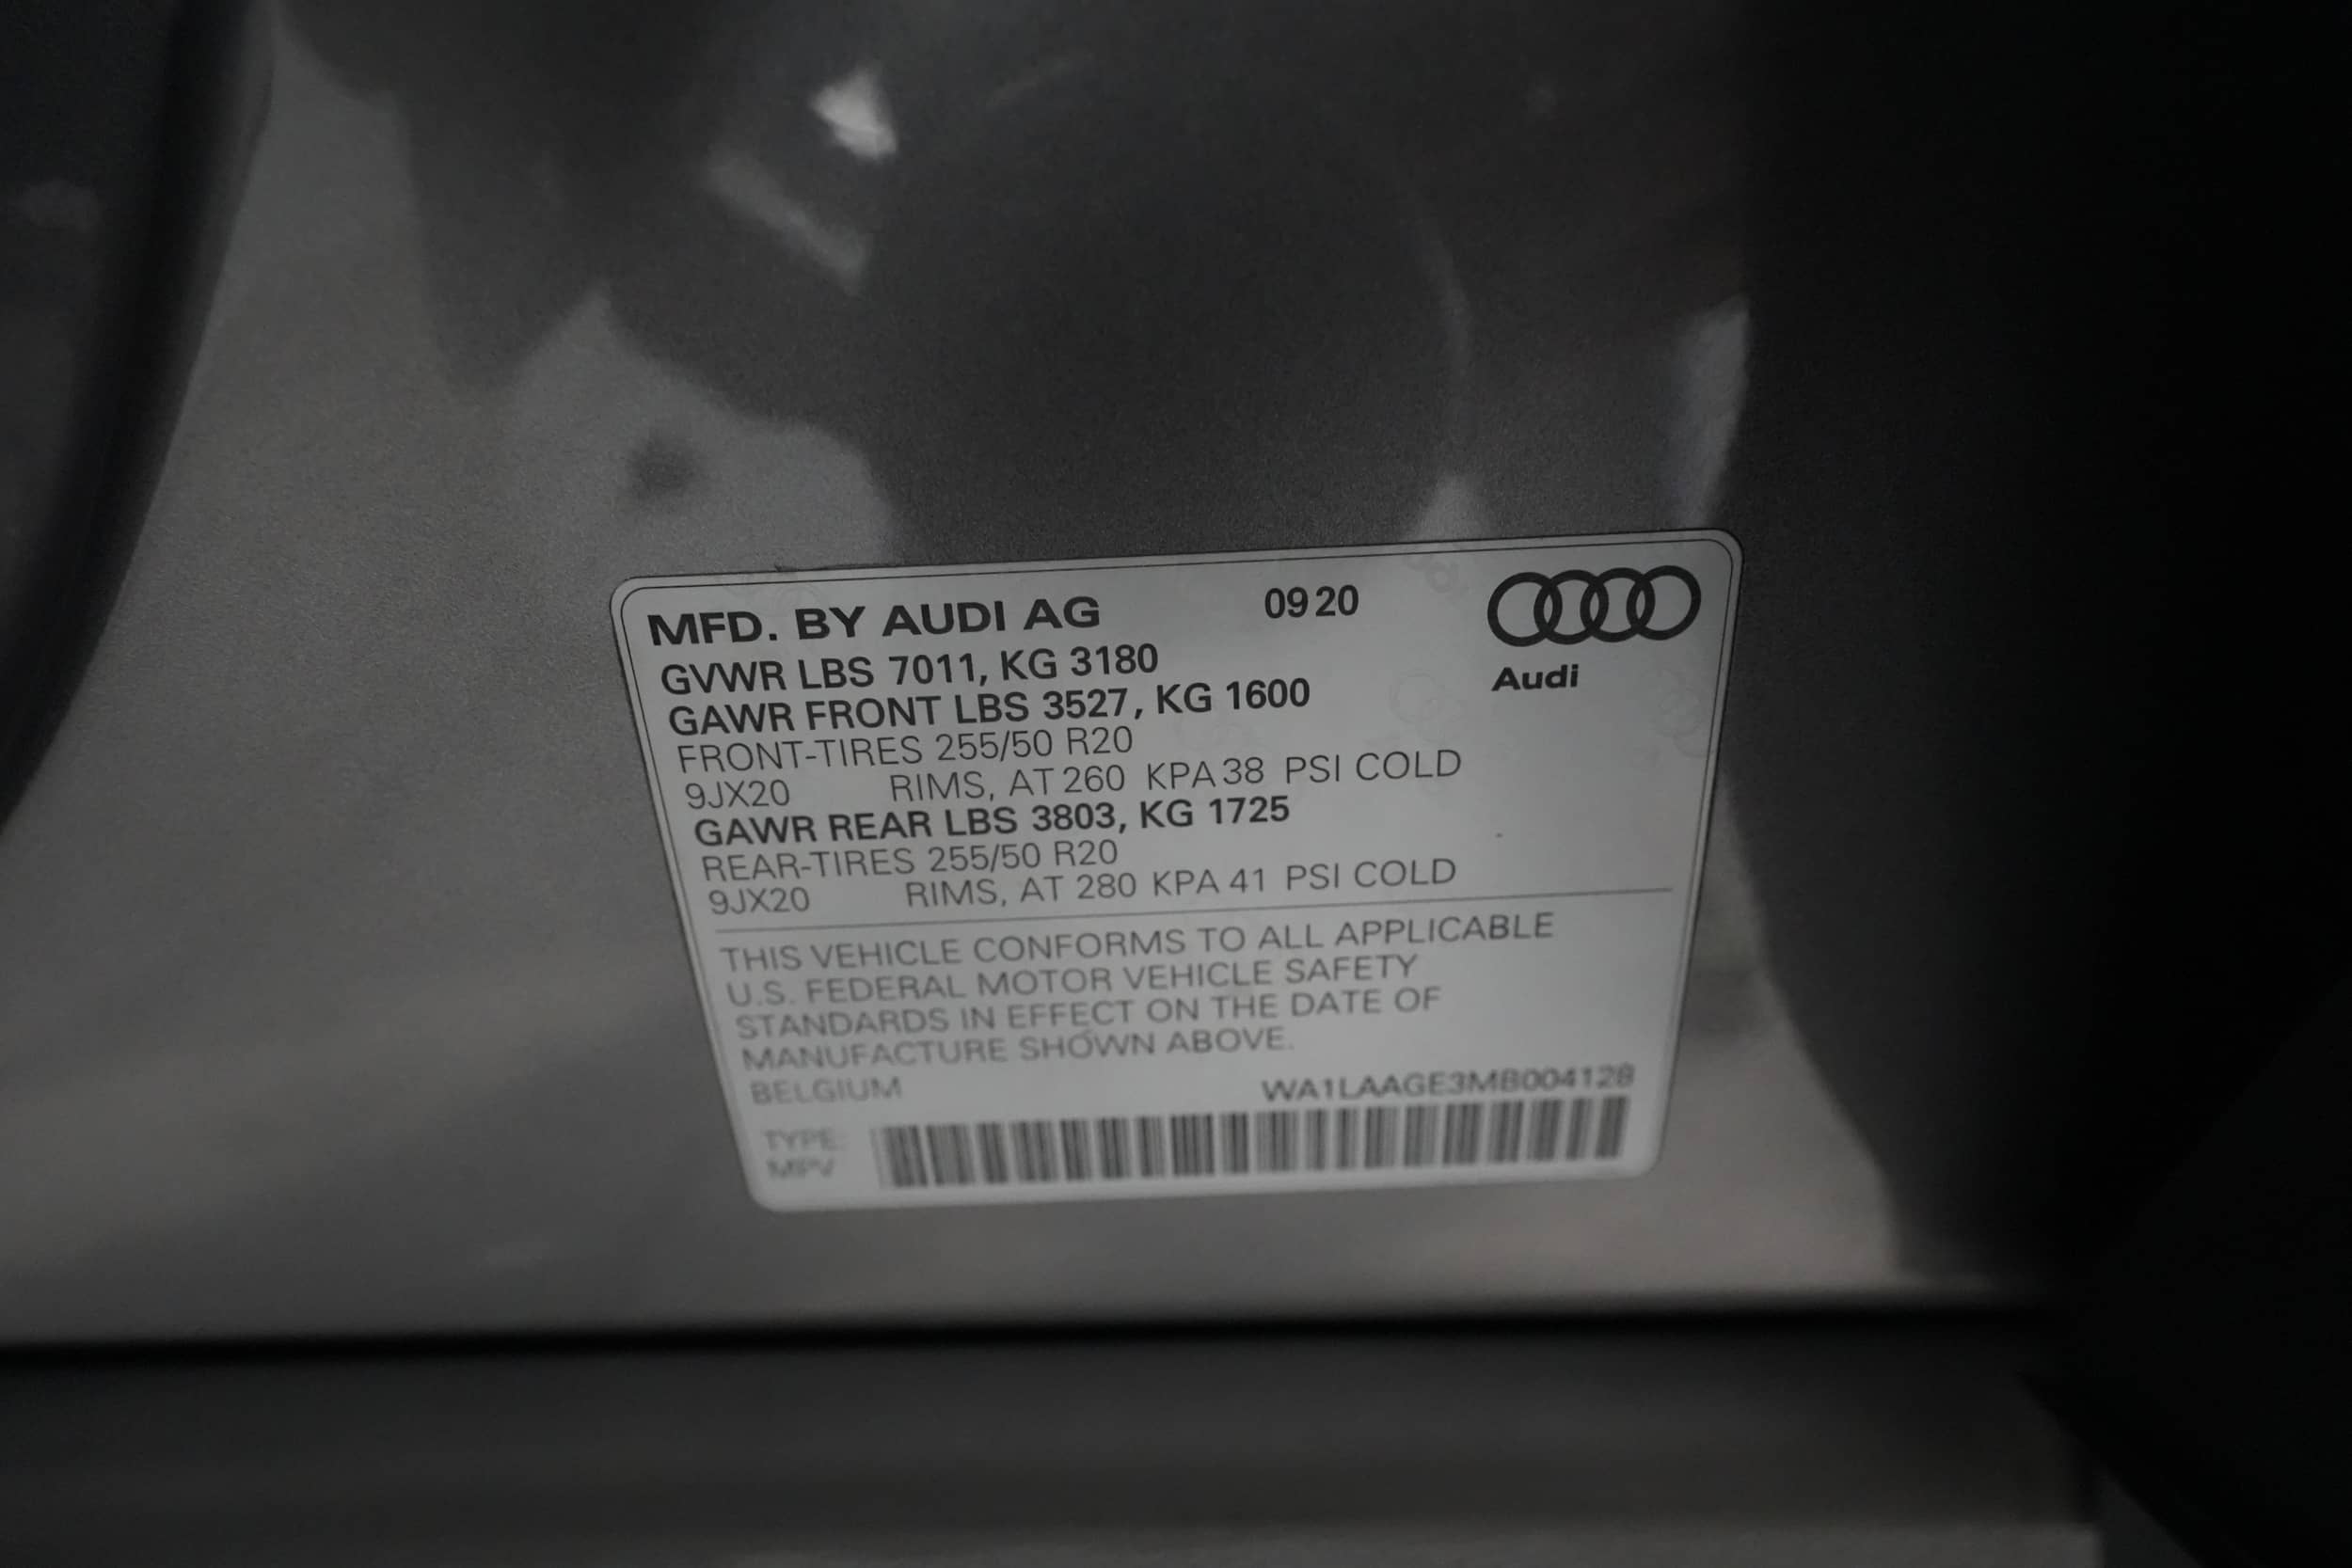 MFD. BY AUDI AG 09 20
Audi
GVWR LBS 7011, KG 3180
GAWR FRONT LBS 3527, KG 1600
FRONT-TIRES 255/50 R20
9JX20 RIMS, AT 260 KPA 38 PSI COLD
GAWR REAR LBS 3803, KG 1725
REAR-TIRES 255/50 R20
9JX20 RIMS, AT 280 KPA 41 PSI COLD
THIS VEHICLE CONFORMS TO ALL APPLICABLE
U.S. FEDERAL MOTOR VEHICLE SAFETY
STANDARDS IN EFFECT ON THE DATE OF
MANUFACTURE SHOWN ABOVE.
BELGIUM WA1LAAGE3MB004128
TYPE:
MPV